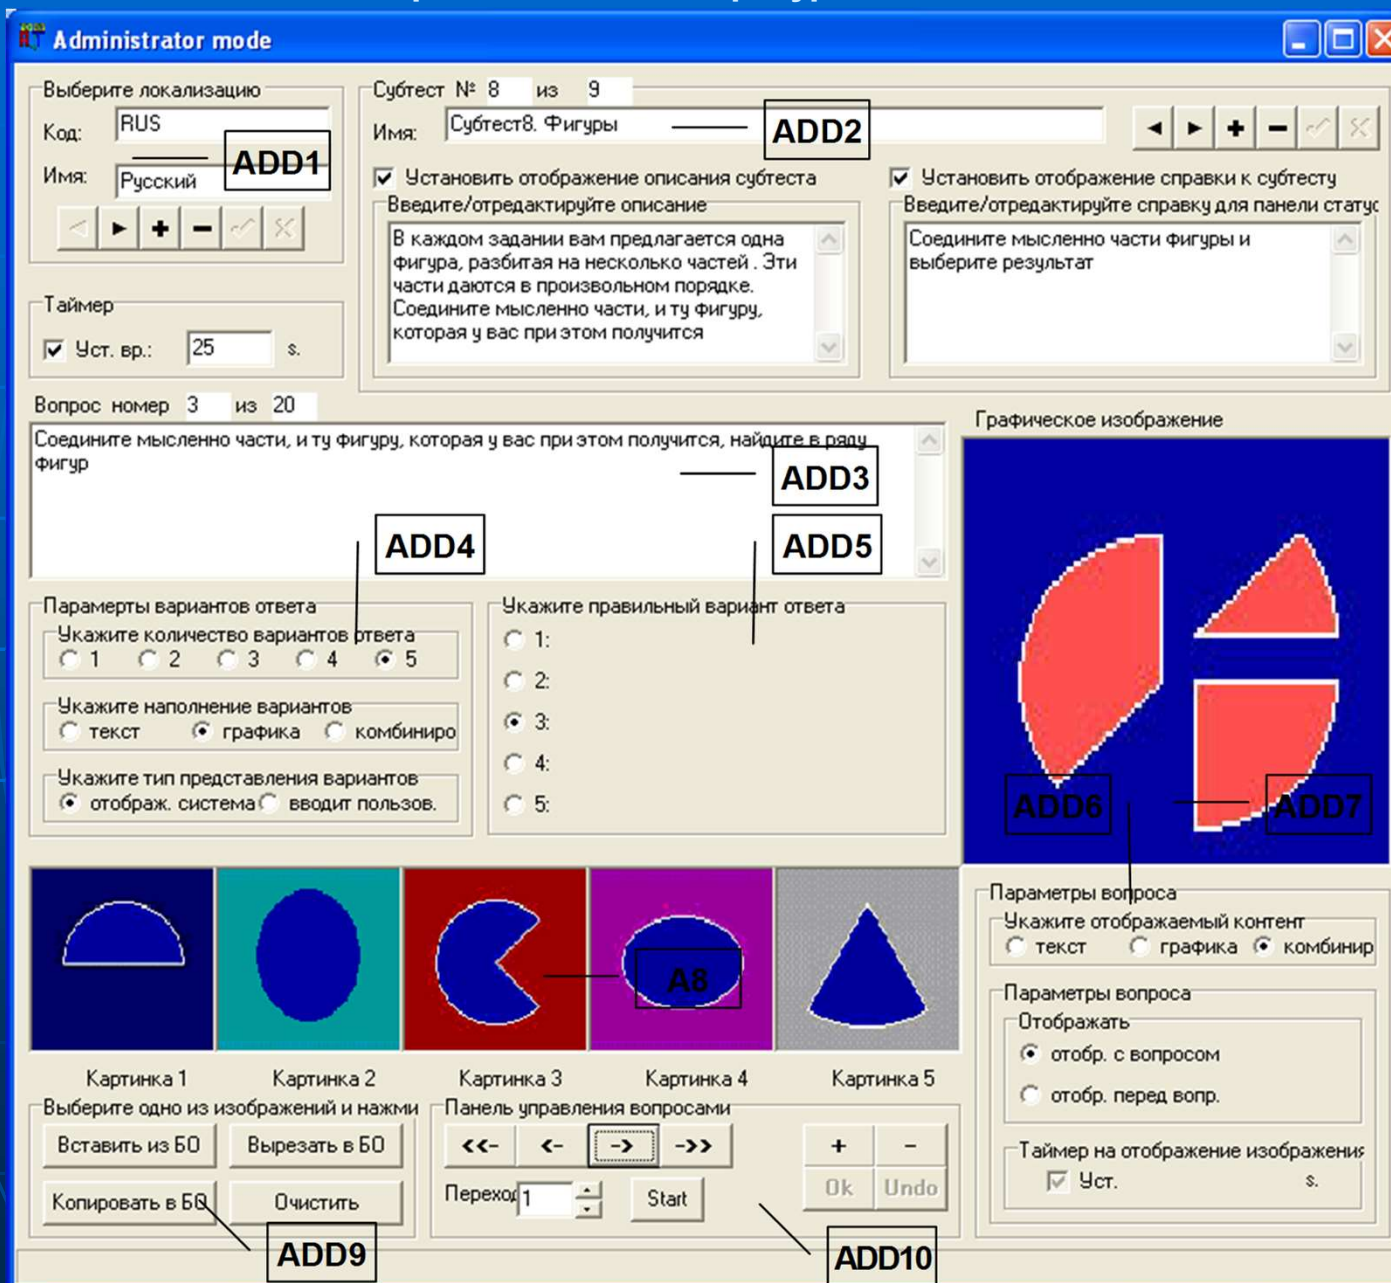 Administrator mode
Выберите локализацию
Код: RUS
ADD1
Имя: Русский
Субтест № 8 из 9
Имя: Субтест8. Фигуры
ADD2
Установить отображение описания субтеста
Введите/отредактируйте описание
В каждом задании вам предлагается одна
фигура, разбитая на несколько частей . Эти
части даются в произвольном порядке.
Соедините мысленно части, и ту фигуру,
которая у вас при этом получится
Установить отображение справки к субтесту
Введите/отредактируйте справку для панели статус
Соедините мысленно части фигуры и
выберите результат
Таймер
Уст. вр.: 25 s.
Вопрос номер 3 из 20
Соедините мысленно части, и ту фигуру, которая у вас при этом получится, найдите в ряду
фигур
ADD3
ADD4
ADD5
Графическое изображение
ADD6
ADD7
Парамерты вариантов ответа
Укажите количество вариантов ответа
1 2 3 4 5
Укажите наполнение вариантов
текст графика комбиниро
Укажите тип представления вариантов
отображ. система вводит пользов.
Укажите правильный вариант ответа
1:
2:
3:
4:
5:
A8
Картинка 1 Картинка 2 Картинка 3 Картинка 4 Картинка 5
Параметры вопроса
Укажите отображаемый контент
текст графика комбинир
Параметры вопроса
Отображать
отобр. с вопросом
отобр. перед вопр.
Таймер на отображение изображения
Уст. s.
Выберите одно из изображений и нажми
Вставить из БО Вырезать в БО
Копировать в БО Очистить
ADD9
Панель управления вопросами
<<- <- -> ->> + -
Ok Undo
Переход 1 Start
ADD10